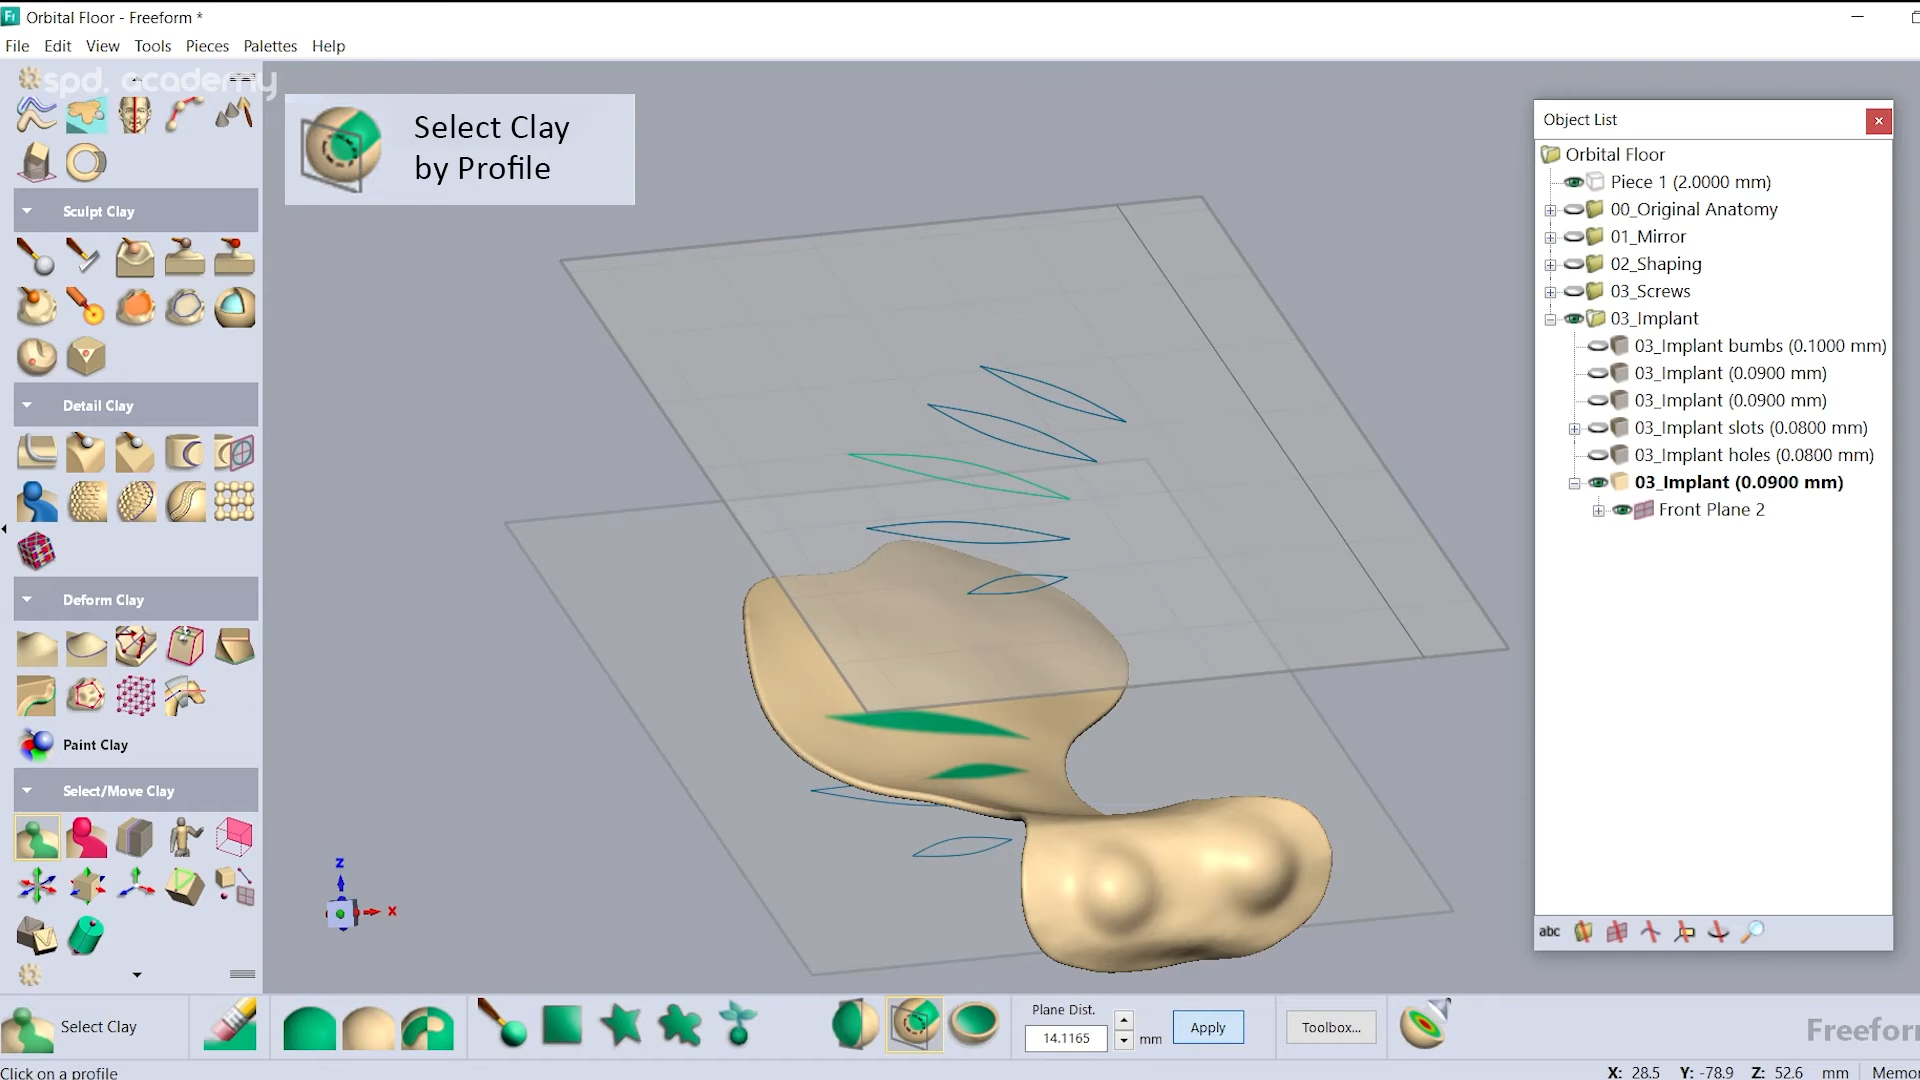 Orbital Floor - Freeform *
File Edit View Tools Pieces Palettes Help
spd. academy
Select Clay
by Profile
Sculpt Clay
Detail Clay
Deform Clay
Paint Clay
Select/Move Clay
Object List
Orbital Floor
Piece 1 (2.0000 mm)
00_Original Anatomy
01_Mirror
02_Shaping
03_Screws
03_Implant
03_Implant bumbs (0.1000 mm)
03_Implant (0.0900 mm)
03_Implant (0.0900 mm)
03_Implant slots (0.0800 mm)
03_Implant holes (0.0800 mm)
03_Implant (0.0900 mm)
Front Plane 2
abc
z
x
Select Clay
Plane Dist.
14.1165 mm
Apply
Toolbox...
Freeform
Click on a profile
X: 28.5 Y: -78.9 Z: 52.6 mm Memor